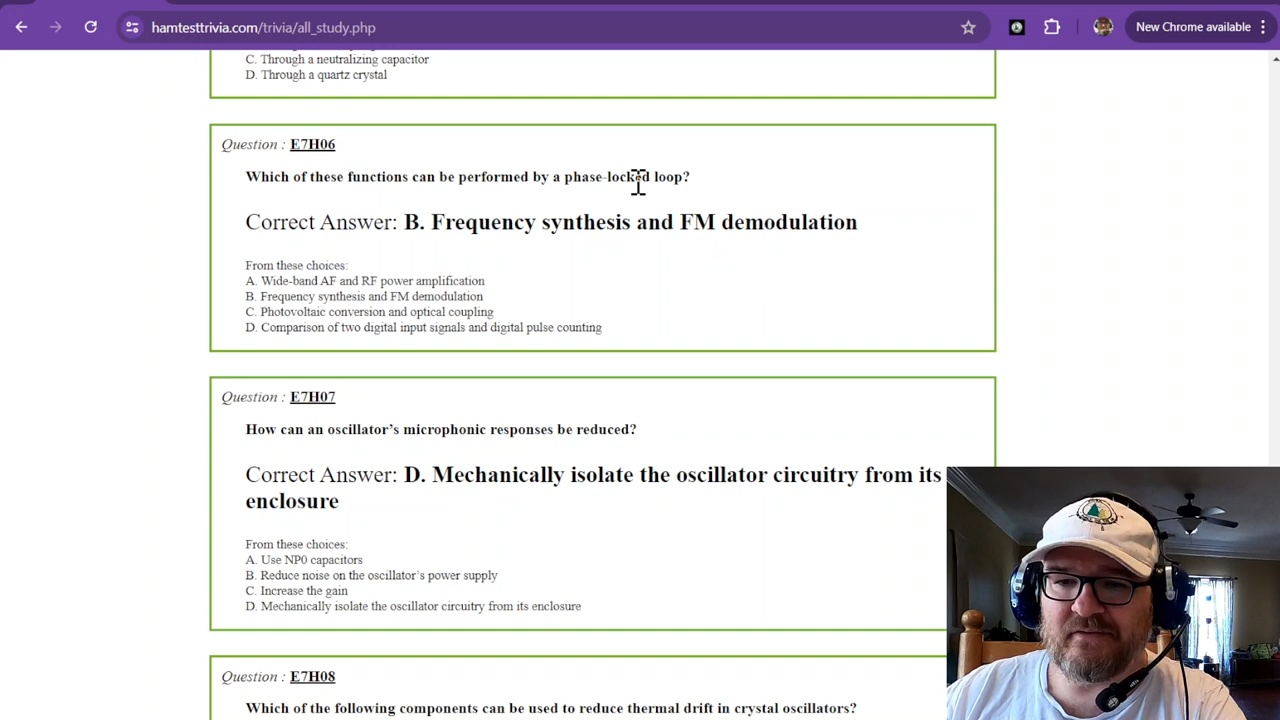 hamtesttrivia.com/trivia/all_study.php
New Chrome available
C. Through a neutralizing capacitor
D. Through a quartz crystal
Question : E7H06
Which of these functions can be performed by a phase-locked loop?
Correct Answer: B. Frequency synthesis and FM demodulation
From these choices:
A. Wide-band AF and RF power amplification
B. Frequency synthesis and FM demodulation
C. Photovoltaic conversion and optical coupling
D. Comparison of two digital input signals and digital pulse counting
Question : E7H07
How can an oscillator’s microphonic responses be reduced?
Correct Answer: D. Mechanically isolate the oscillator circuitry from its
enclosure
From these choices:
A. Use NP0 capacitors
B. Reduce noise on the oscillator’s power supply
C. Increase the gain
D. Mechanically isolate the oscillator circuitry from its enclosure
Question : E7H08
Which of the following components can be used to reduce thermal drift in crystal oscillators?